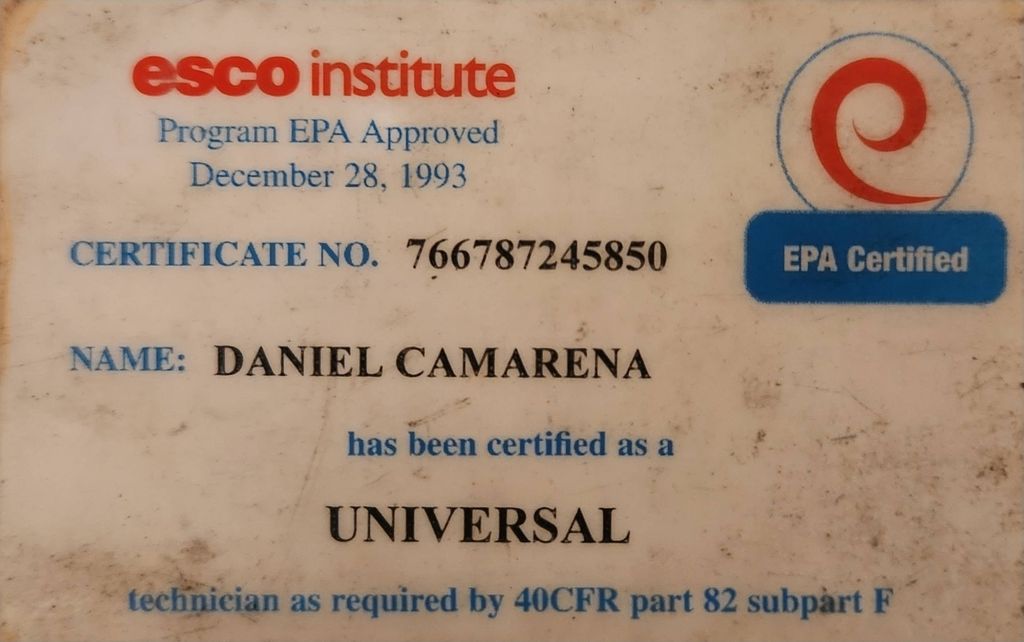 esco institute
Program EPA Approved
December 28, 1993
EPA Certified
CERTIFICATE NO. 766787245850
NAME: DANIEL CAMARENA
has been certified as a
UNIVERSAL
technician as required by 40CFR part 82 subpart F